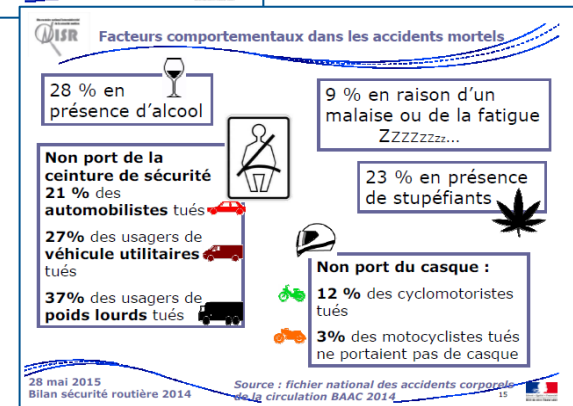 ONISR
Facteurs comportementaux dans les accidents mortels
28 % en
présence d'alcool
9 % en raison d'un
malaise ou de la fatigue
Zzzzzzzz...
Non port de la
ceinture de sécurité
21 % des
automobilistes tués
27% des usagers de
véhicule utilitaires
tués
37% des usagers de
poids lourds tués
23 % en présence
de stupéfiants
Non port du casque :
12 % des cyclomotoristes
tués
3% des motocyclistes tués
ne portaient pas de casque
28 mai 2015
Bilan sécurité routière 2014
Source : fichier national des accidents corporels
de la circulation BAAC 2014
15